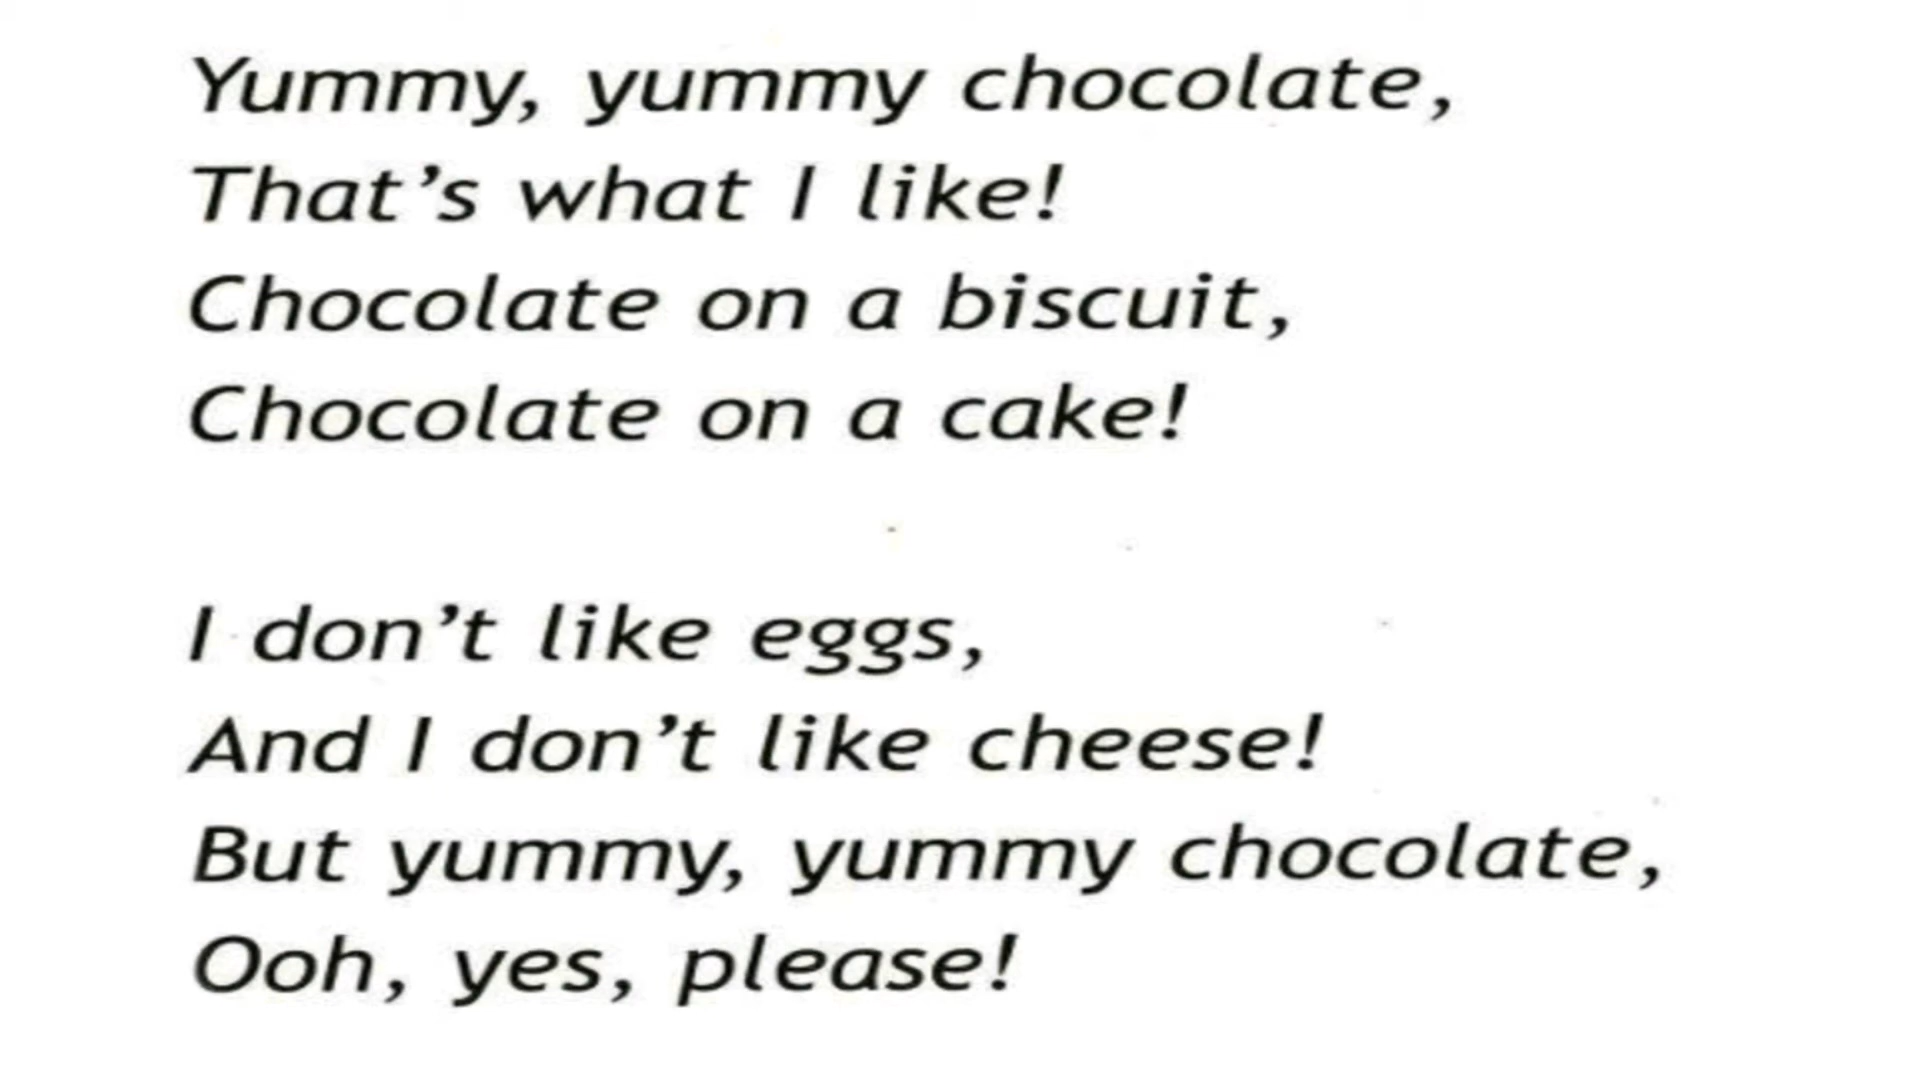 Yummy, yummy chocolate,
That's what I like!
Chocolate on a biscuit,
Chocolate on a cake!
I don't like eggs,
And I don't like cheese!
But yummy, yummy chocolate,
Ooh, yes, please!